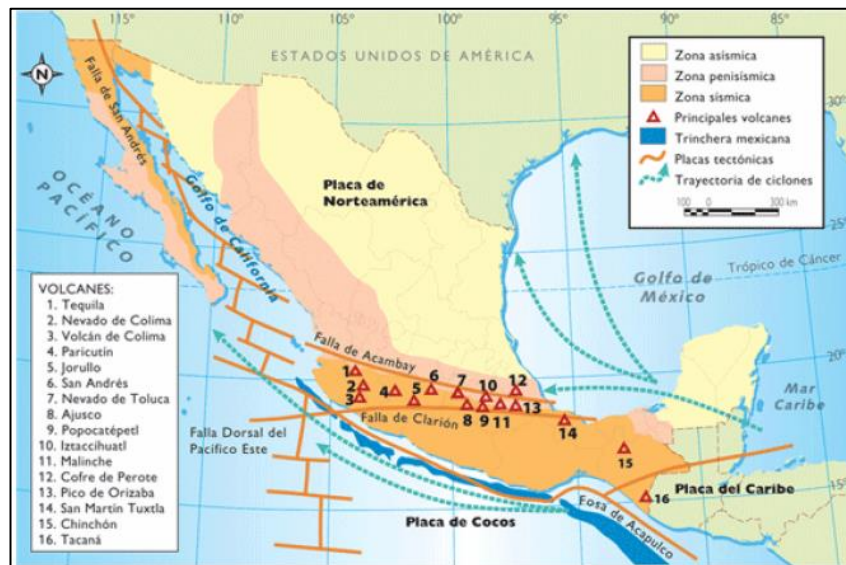 115°
110°
105°
100°
95°
90°
85°
ESTADOS UNIDOS DE AMÉRICA
Zona asísmica
Zona penisísmica
Zona sísmica
Principales volcanes
Trinchera mexicana
Placas tectónicas
Trayectoria de ciclones
100 0 300 km
N
Falla de San Andrés
30°
OCÉANO
PACÍFICO
Golfo de California
Placa de
Norteamérica
25°
Trópico de Cáncer
Golfo de
México
VOLCANES:
1. Tequila
2. Nevado de Colima
3. Volcán de Colima
4. Paricutín
5. Jorullo
6. San Andrés
7. Nevado de Toluca
8. Ajusco
9. Popocatépetl
10. Iztaccíhuatl
11. Malinche
12. Cofre de Perote
13. Pico de Orizaba
14. San Martín Tuxtla
15. Chinchón
16. Tacaná
Falla de Acambay
20°
Mar
Caribe
1
2
3
4
5
6
7
8
9
10
11
12
13
14
15
16
Falla de Clarión
Falla Dorsal del
Pacífico Este
Placa del Caribe
15°
Placa de Cocos
Fosa de Acapulco